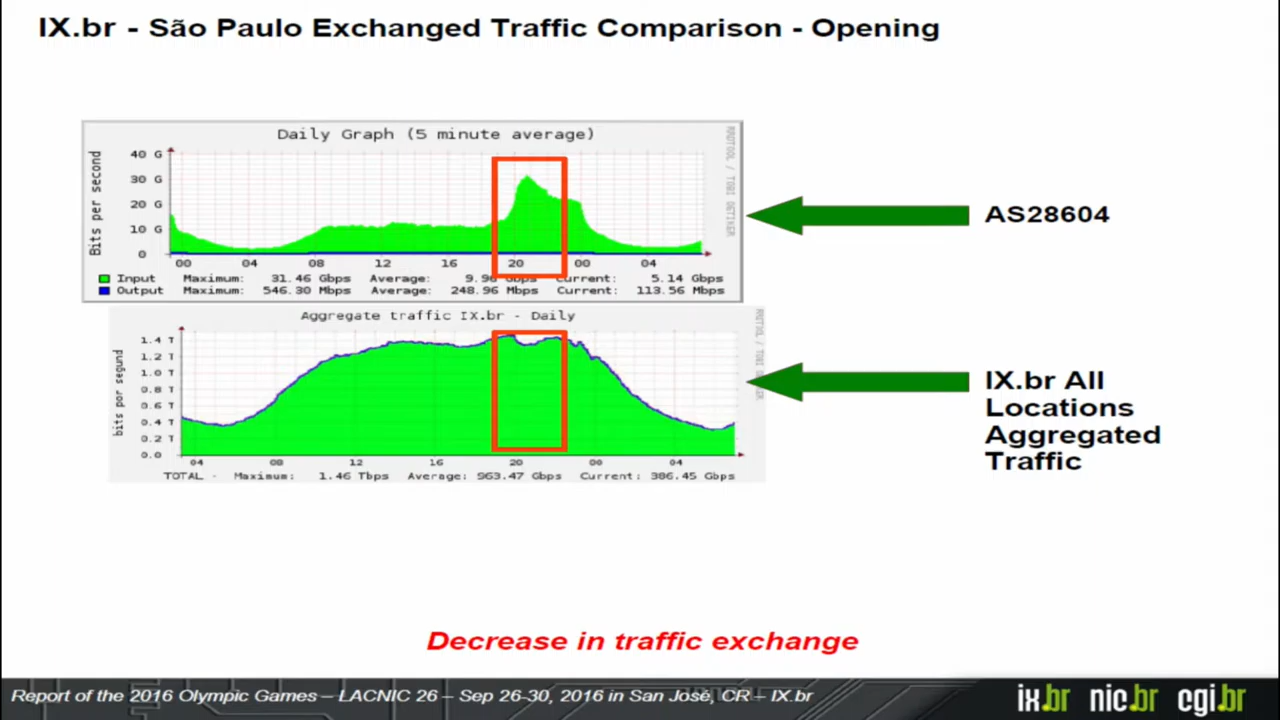 IX.br - São Paulo Exchanged Traffic Comparison - Opening
Daily Graph (5 minute average)
RRDTOOL / TOBI OETIKER
Bits per second
40 G
30 G
20 G
10 G
0
00 04 08 12 16 20 00 04
Input Maximum: 31.46 Gbps Average: 9.96 Gbps Current: 5.14 Gbps
Output Maximum: 546.30 Mbps Average: 248.96 Mbps Current: 113.56 Mbps
AS28604
Aggregate traffic IX.br - Daily
bits por segund
1.4 T
1.2 T
1.0 T
0.8 T
0.6 T
0.4 T
0.2 T
0.0
04 08 12 16 20 00 04
TOTAL - Maximum: 1.46 Tbps Average: 963.47 Gbps Current: 386.45 Gbps
IX.br All
Locations
Aggregated
Traffic
Decrease in traffic exchange
Report of the 2016 Olympic Games – LACNIC 26 – Sep 26-30, 2016 in San José, CR – IX.br
ix.br nic.br cgi.br